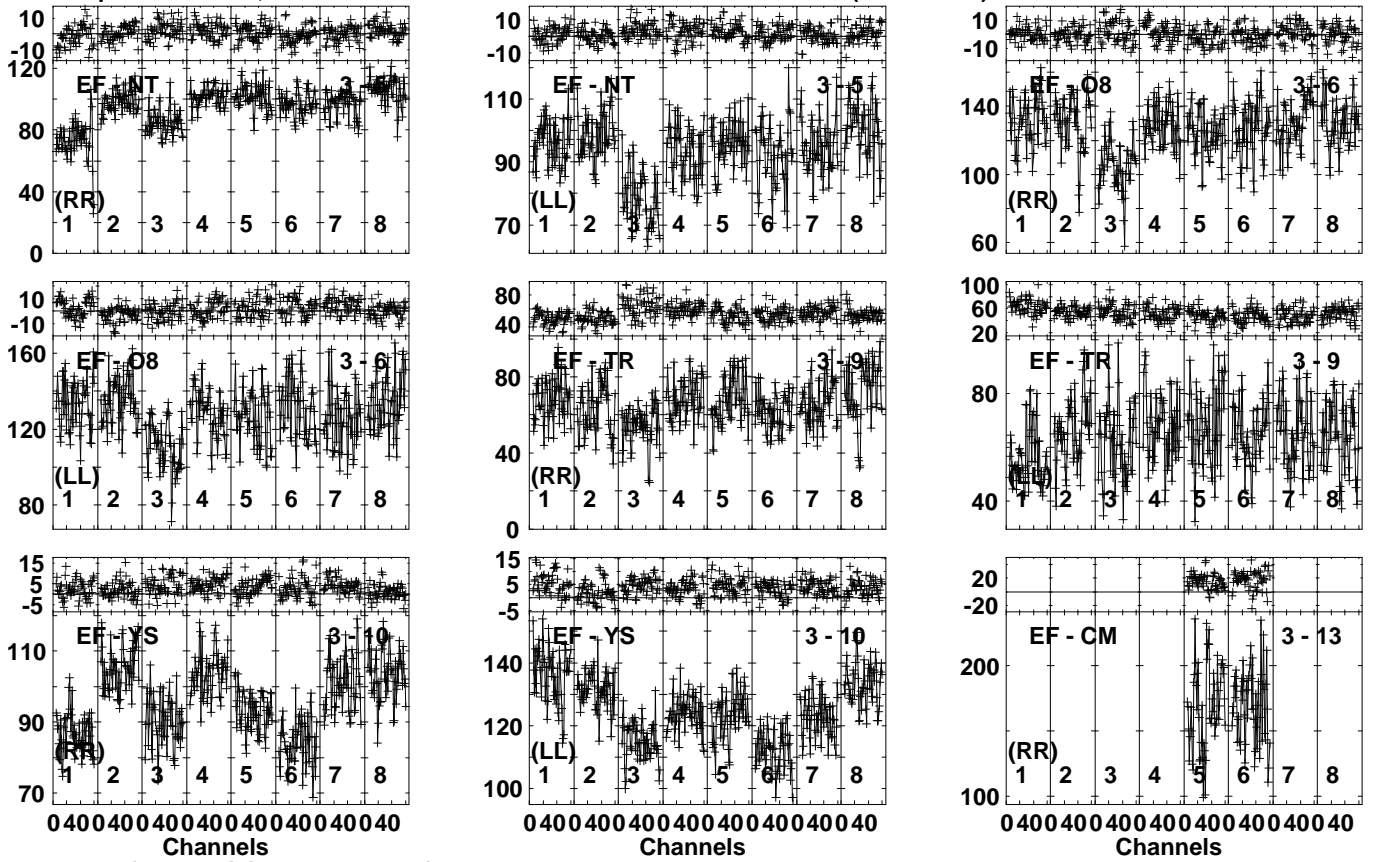 10 -10 120 80 40 0 EF - NT 3 - 5 (RR) 1 2 3 4 5 6 7 8
10 -10 110 90 70 EF - NT 3 - 5 (LL) 1 2 3 4 5 6 7 8
10 -10 140 100 60 EF - O8 3 - 6 (RR) 1 2 3 4 5 6 7 8
10 -10 160 120 80 EF - O8 3 - 6 (LL) 1 2 3 4 5 6 7 8
80 40 80 40 0 EF - TR 3 - 9 (RR) 1 2 3 4 5 6 7 8
100 60 20 80 40 EF - TR 3 - 9 (LL) 1 2 3 4 5 6 7 8
15 5 -5 110 90 70 EF - YS 3 - 10 (RR) 1 2 3 4 5 6 7 8
15 5 -5 140 120 100 EF - YS 3 - 10 (LL) 1 2 3 4 5 6 7 8
20 -20 200 100 EF - CM 3 - 13 (RR) 1 2 3 4 5 6 7 8
0 40 0 40 0 40 0 40 0 40 0 40 0 40 0 40
0 40 0 40 0 40 0 40 0 40 0 40 0 40 0 40
0 40 0 40 0 40 0 40 0 40 0 40 0 40 0 40
Channels Channels Channels